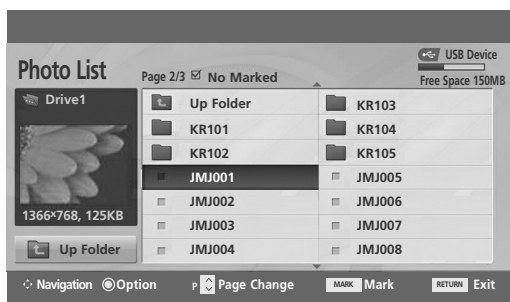 Photo List
Page 2/3 No Marked
USB Device
Free Space 150MB
Drive1
1366×768, 125KB
Up Folder
Up Folder
KR101
KR102
JMJ001
JMJ002
JMJ003
JMJ004
KR103
KR104
KR105
JMJ005
JMJ006
JMJ007
JMJ008
Navigation Option P Page Change MARK Mark RETURN Exit